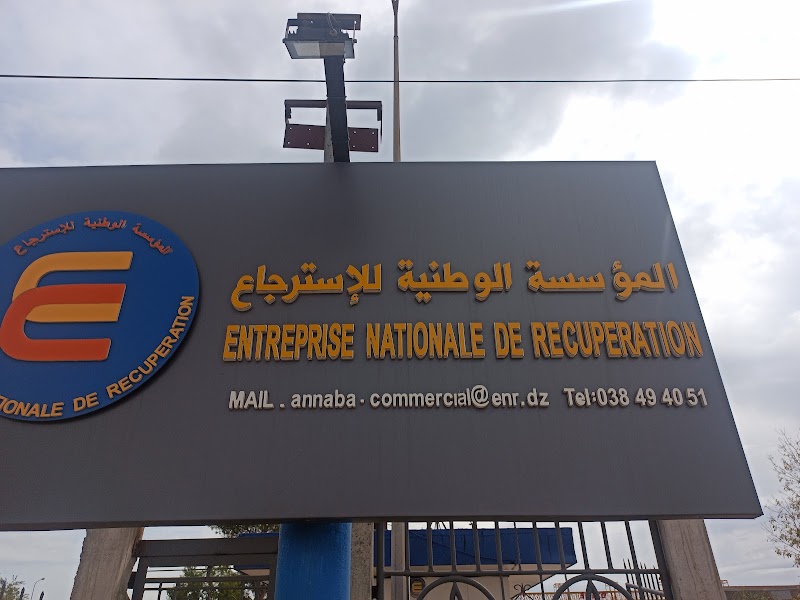 المؤسسة الوطنية للإسترجاع
IONALE DE RECUPERATION
المؤسسة الوطنية للإسترجاع
ENTREPRISE NATIONALE DE RECUPERATION
MAIL . annaba - commercial@enr.dz Tel:038 49 40 51